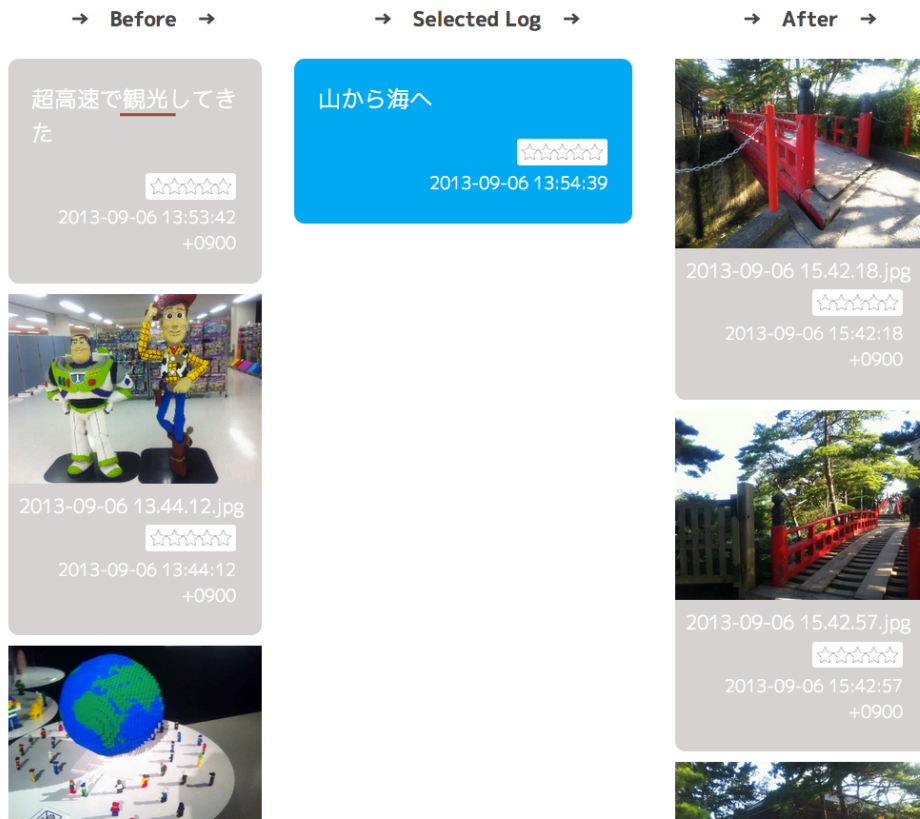 → Before →
超高速で観光してき
た
2013-09-06 13:53:42
+0900
2013-09-06 13.44.12.jpg
2013-09-06 13:44:12
+0900
→ Selected Log →
山から海へ
2013-09-06 13:54:39
→ After →
2013-09-06 15.42.18.jpg
2013-09-06 15:42:18
+0900
2013-09-06 15.42.57.jpg
2013-09-06 15:42:57
+0900